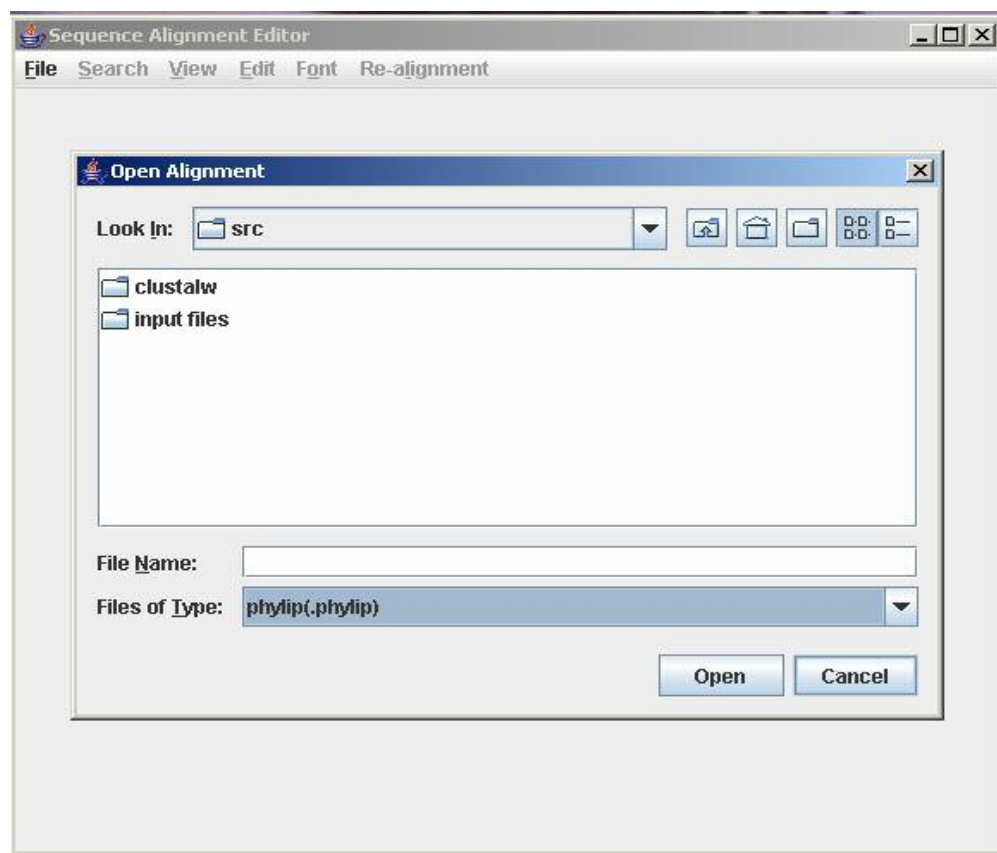 Sequence Alignment Editor
File Search View Edit Font Re-alignment
Open Alignment
Look In: src
clustalw
input files
File Name:
Files of Type: phylip(.phylip)
Open Cancel